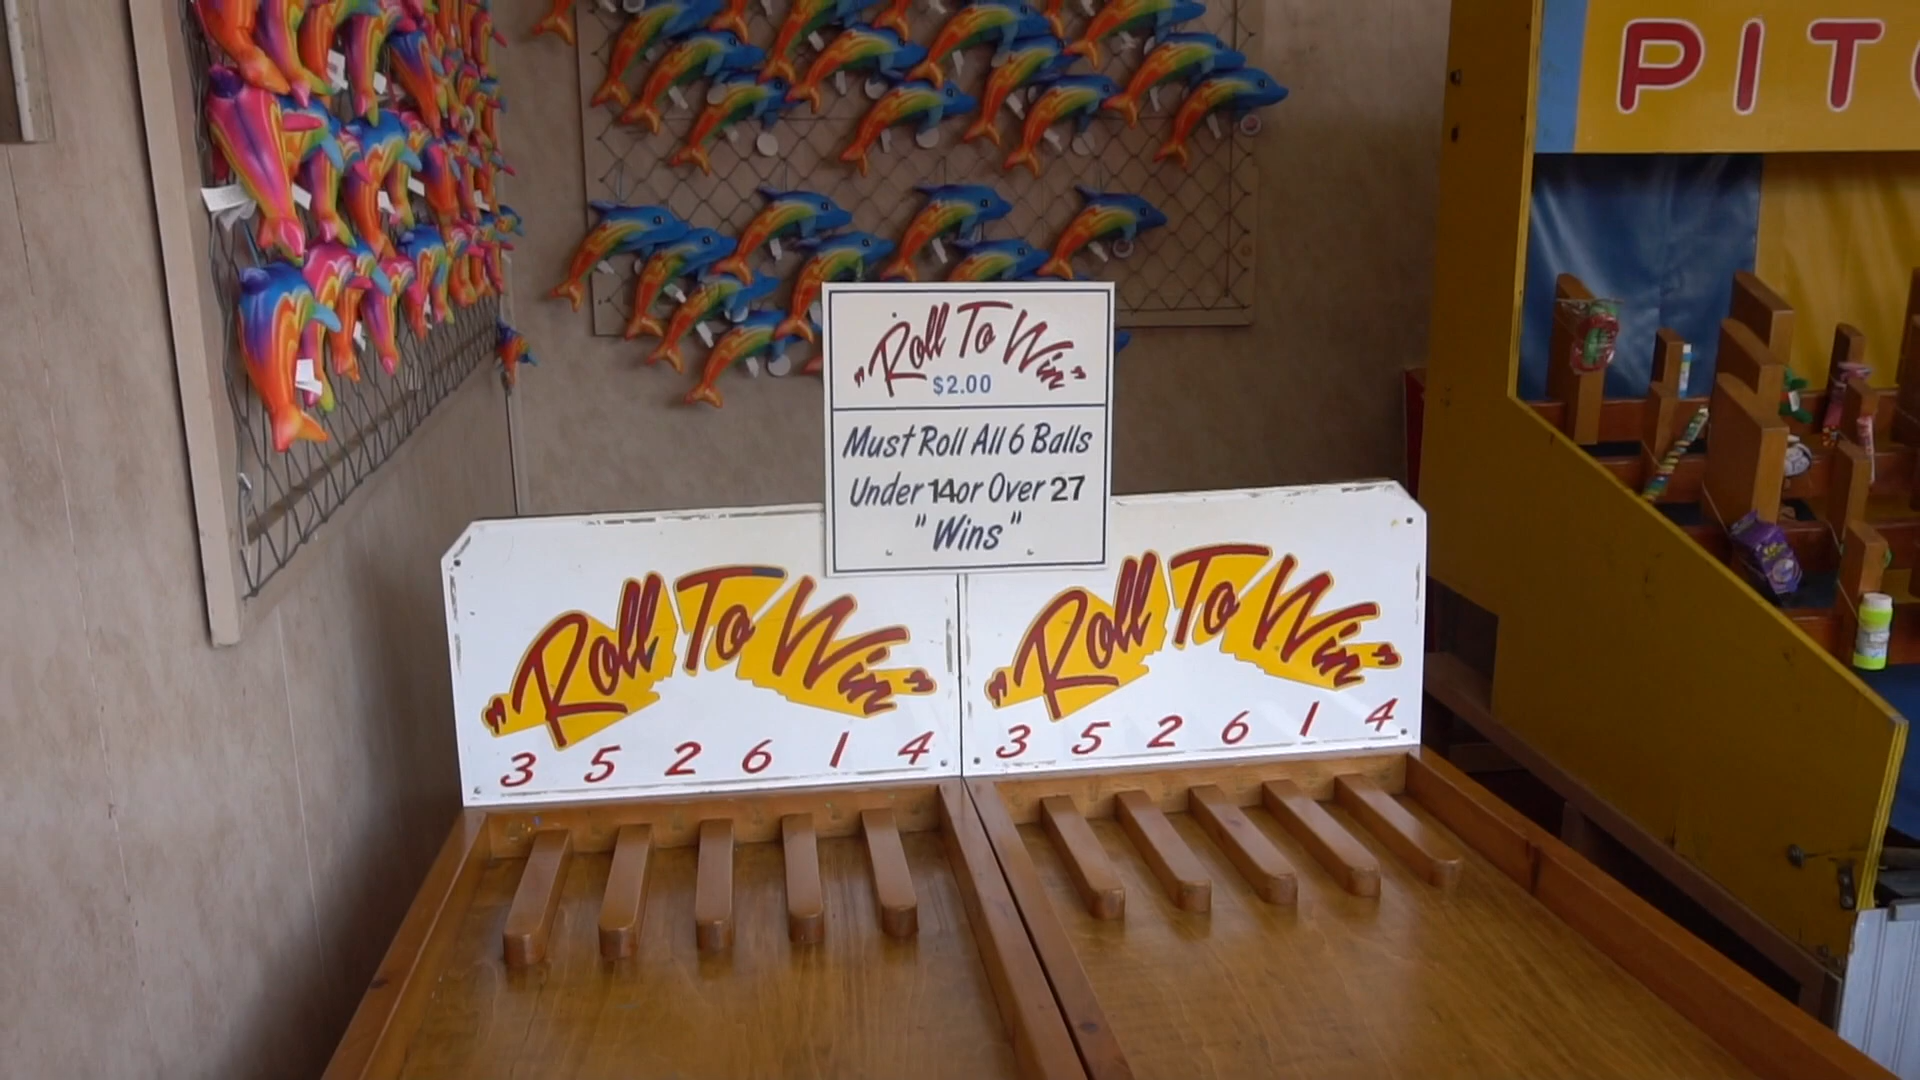 PIT
"Roll To Win"
$2.00
Must Roll All 6 Balls
Under 14 or Over 27
"Wins"
"Roll To Win"
3 5 2 6 1 4
"Roll To Win"
3 5 2 6 1 4